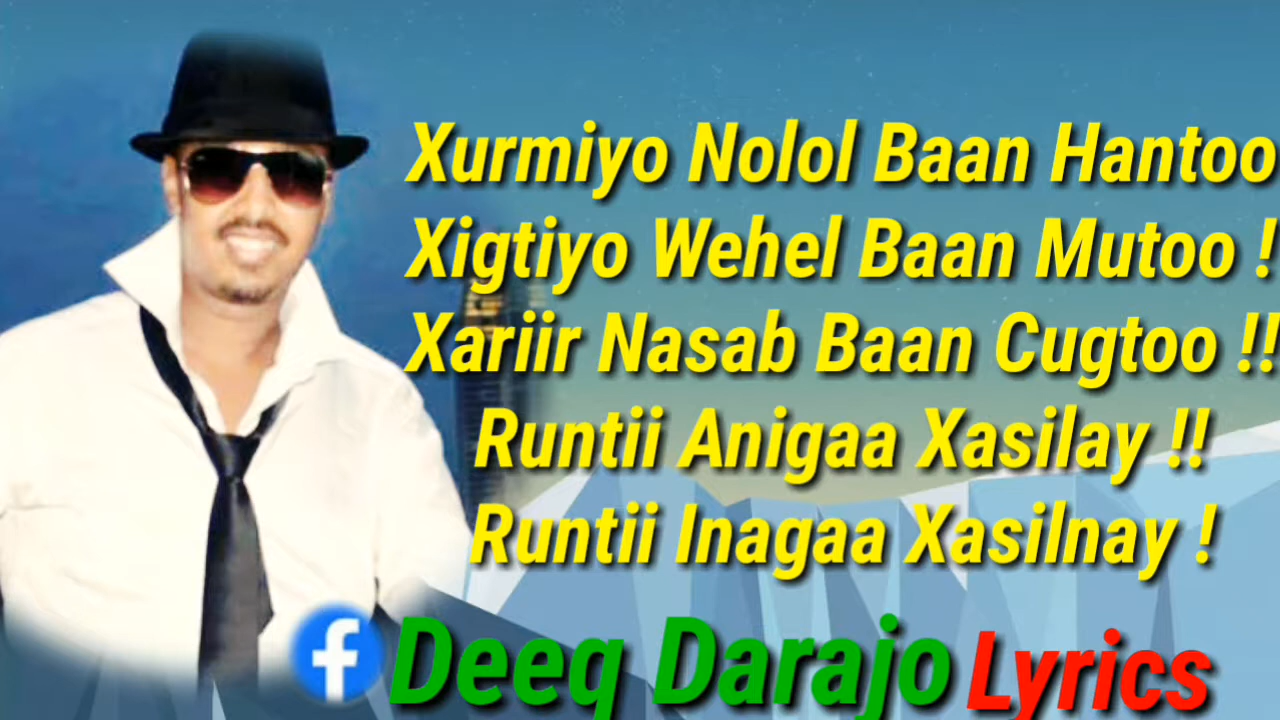 Xurmiyo Nolol Baan Hantoo
Xigtiyo Wehel Baan Mutoo !
Xariir Nasab Baan Cugtoo !!
Runtii Anigaa Xasilay !!
Runtii Inagaa Xasilnay !
f Deeq Darajo Lyrics